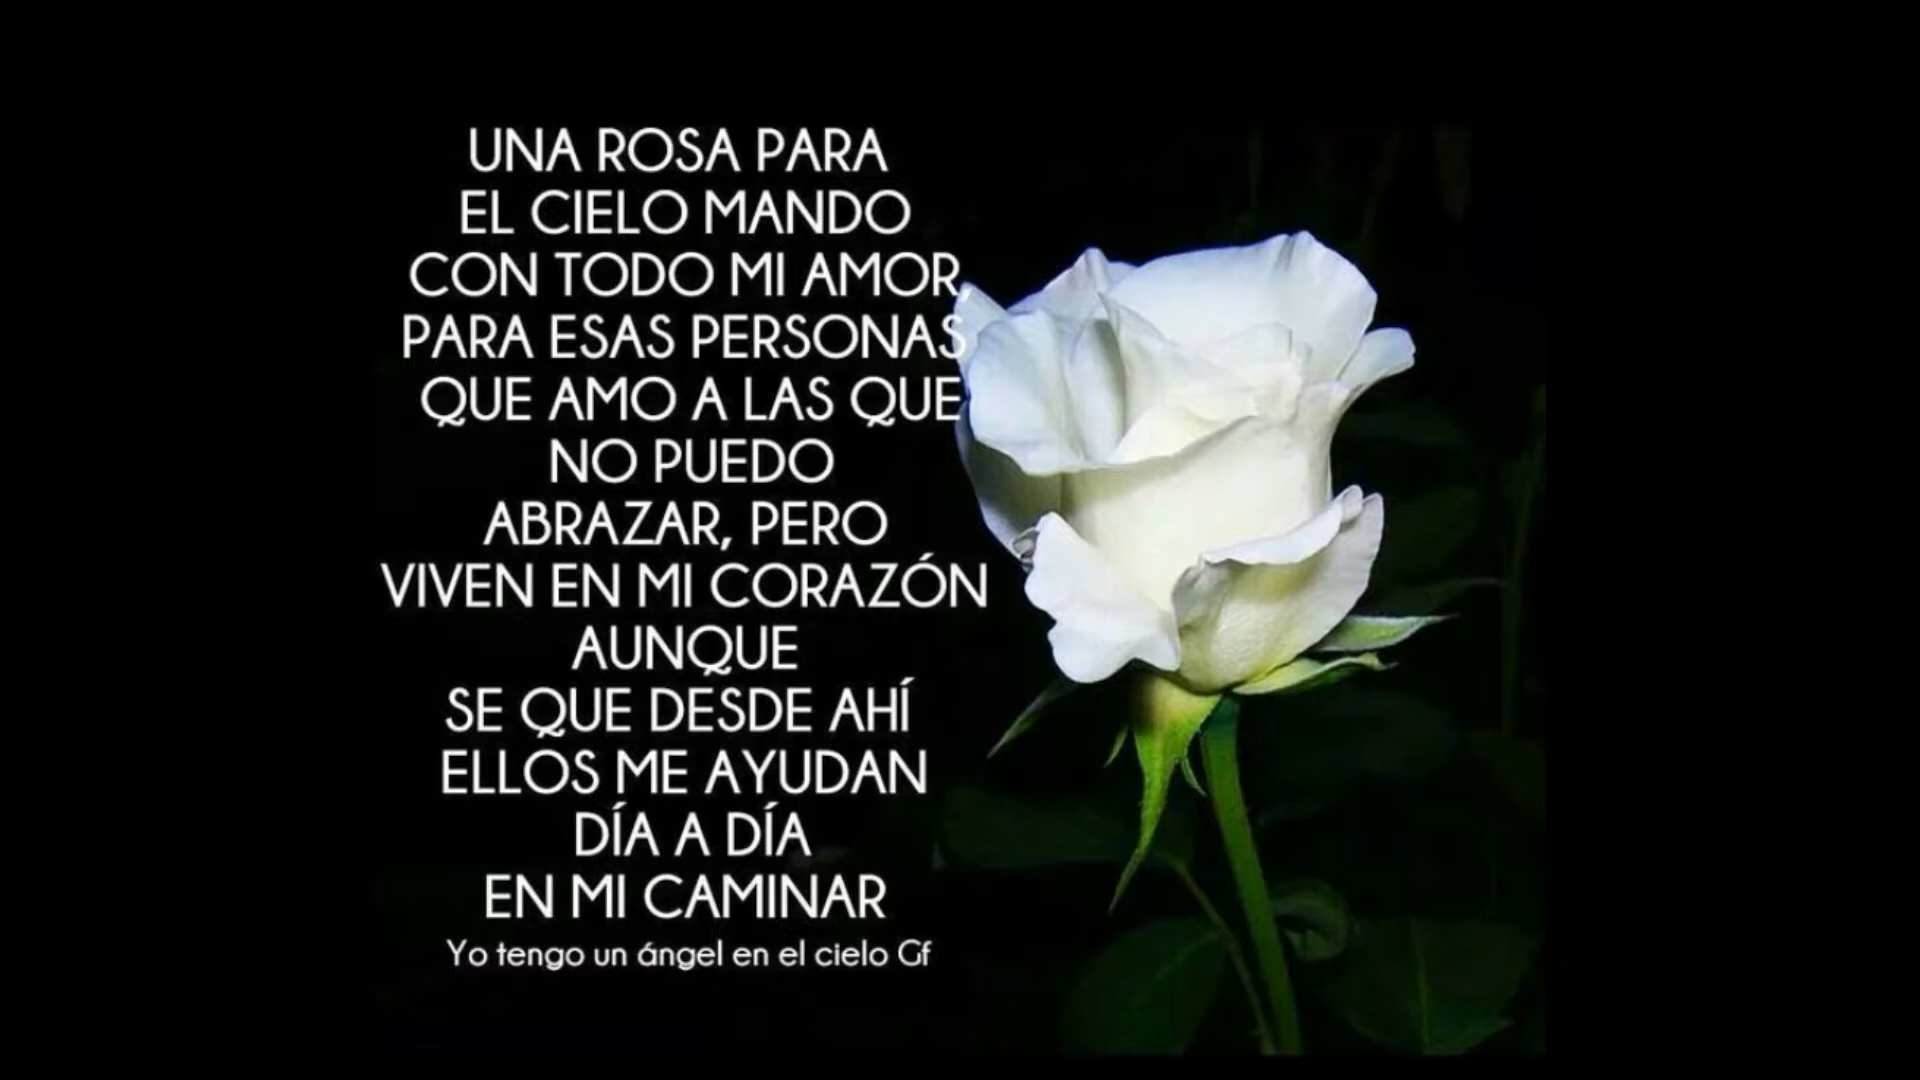 UNA ROSA PARA
EL CIELO MANDO
CON TODO MI AMOR,
PARA ESAS PERSONAS
QUE AMO A LAS QUE
NO PUEDO
ABRAZAR, PERO
VIVEN EN MI CORAZÓN
AUNQUE
SE QUE DESDE AHÍ
ELLOS ME AYUDAN
DÍA A DÍA
EN MI CAMINAR
Yo tengo un ángel en el cielo Gf